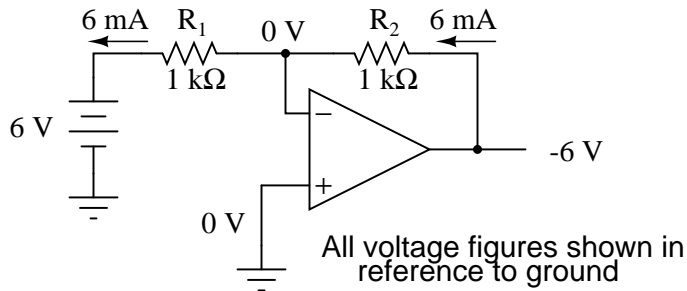 6 mA
R1
0 V
R2
6 mA
1 kΩ
1 kΩ
6 V
−
+
-6 V
0 V
All voltage figures shown in
reference to ground